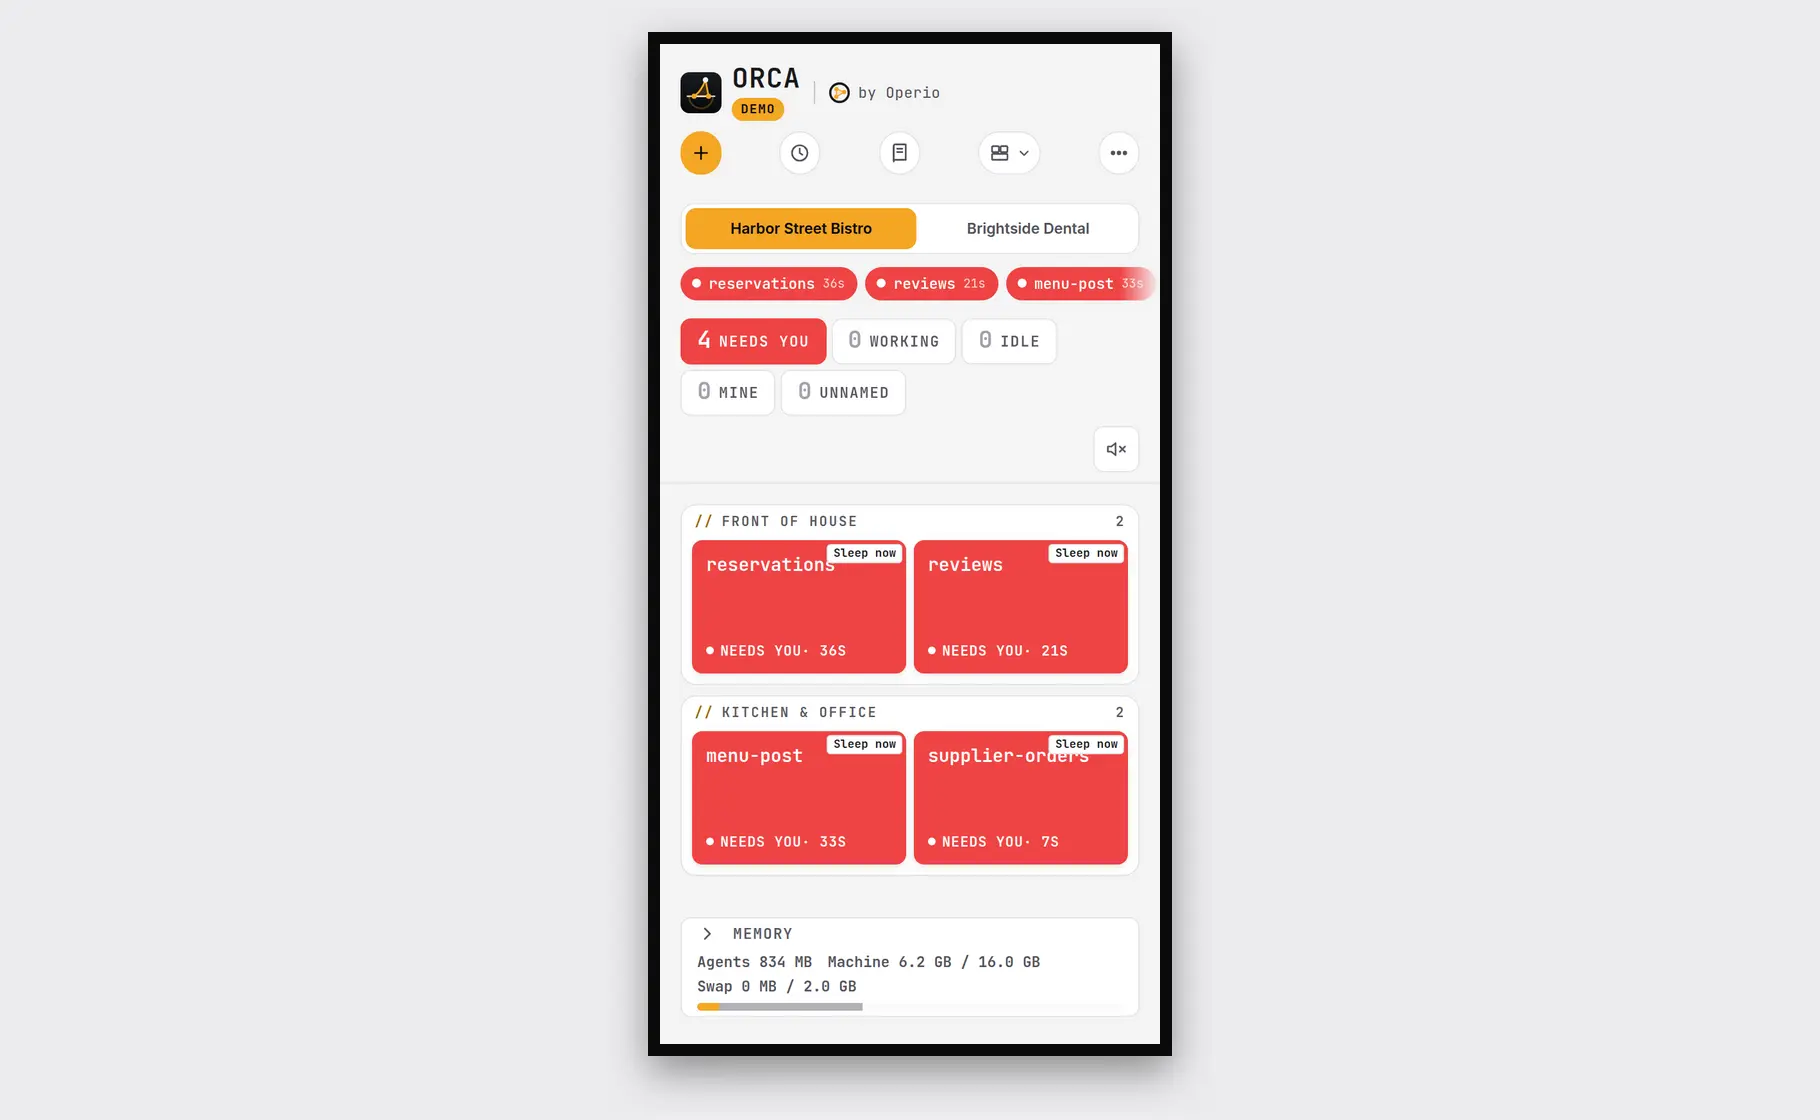 ORCA
DEMO
by Operio
Harbor Street Bistro
Brightside Dental
reservations 36s
reviews 21s
menu-post 33s
4 NEEDS YOU
0 WORKING
0 IDLE
0 MINE
0 UNNAMED
// FRONT OF HOUSE 2
Sleep now
reservations
NEEDS YOU· 36S
Sleep now
reviews
NEEDS YOU· 21S
// KITCHEN & OFFICE 2
Sleep now
menu-post
NEEDS YOU· 33S
Sleep now
supplier-orders
NEEDS YOU· 7S
MEMORY
Agents 834 MB Machine 6.2 GB / 16.0 GB
Swap 0 MB / 2.0 GB